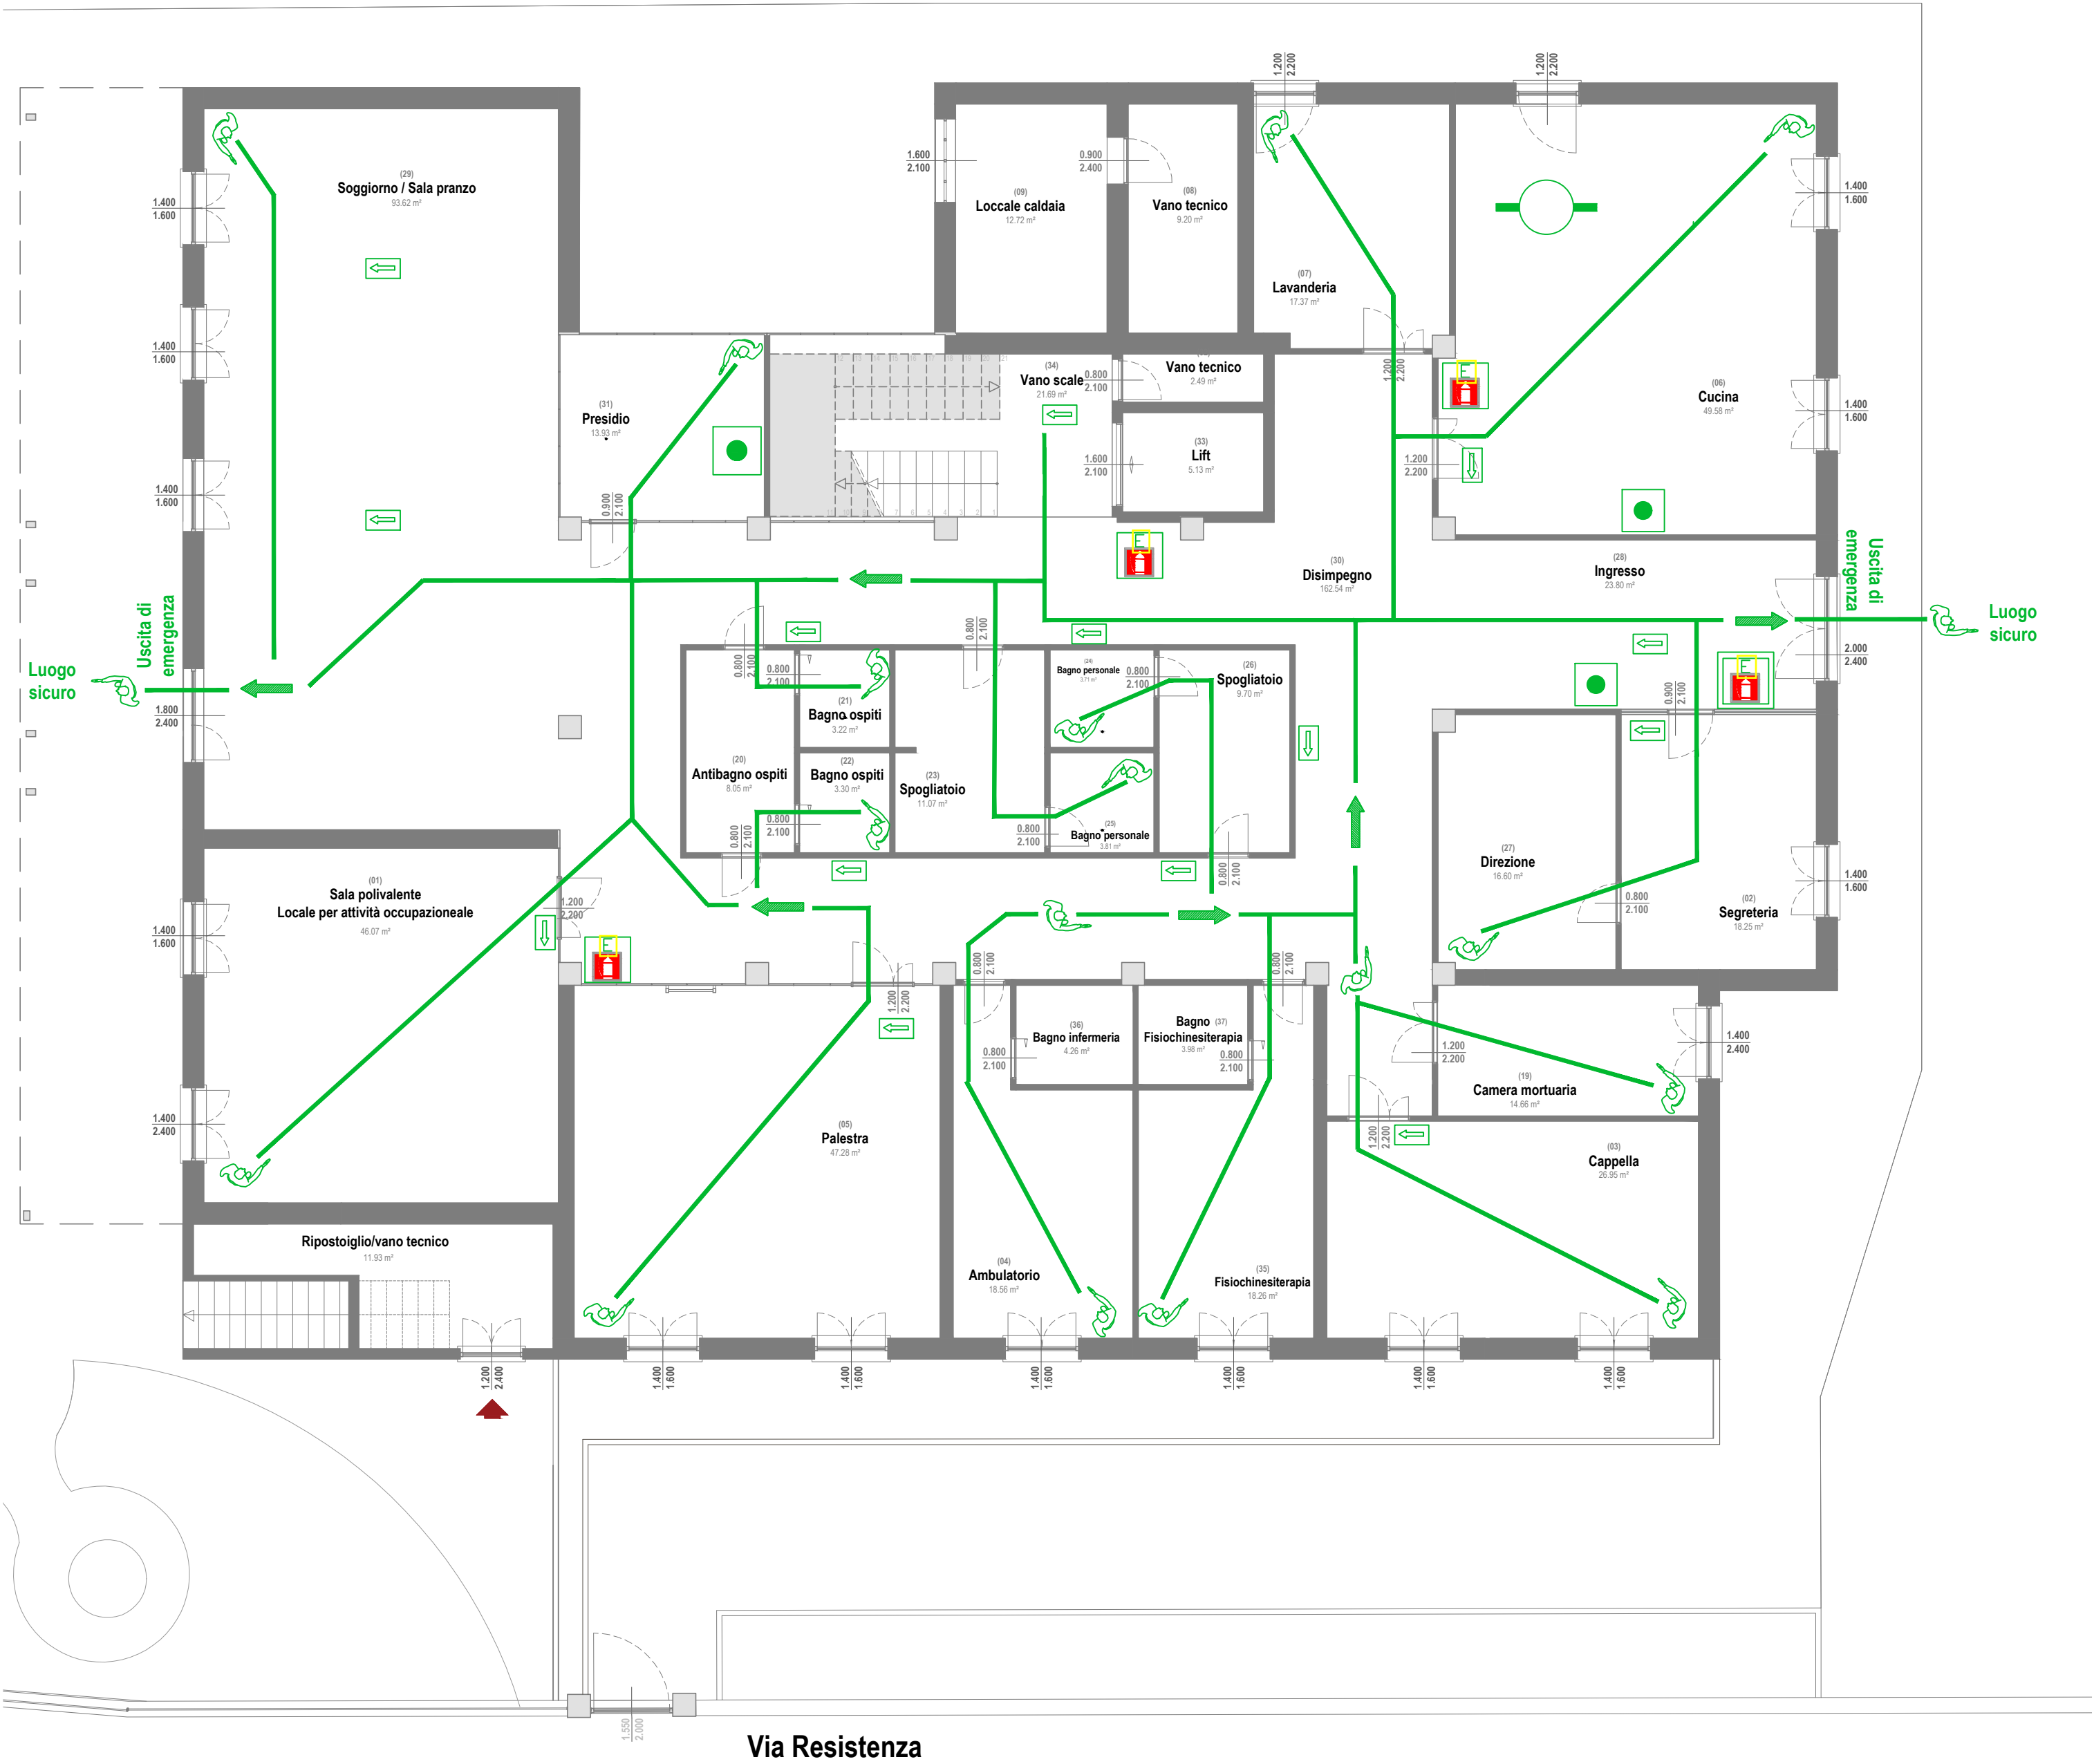 1.200
2.200
1.200
2.200
(29)
Soggiorno / Sala pranzo
93.62 m²
1.400
1.600
1.400
1.600
1.400
1.600
1.600
2.100
(09)
Loccale caldaia
12.72 m²
0.900
2.400
(08)
Vano tecnico
9.20 m²
(07)
Lavanderia
17.37 m²
1.200
2.200
1.400
1.600
(06)
Cucina
49.58 m²
1.400
1.600
1.200
2.200
E
(31)
Presidio
13.93 m²
0.900
2.100
(34)
Vano scale
21.69 m²
0.800
2.100
Vano tecnico
2.49 m²
(33)
Lift
5.13 m²
1.600
2.100
E
(30)
Disimpegno
162.54 m²
(28)
Ingresso
23.80 m²
Uscita di
emergenza
Luogo
sicuro
2.000
2.400
E
Uscita di
emergenza
Luogo
sicuro
1.800
2.400
0.800
2.100
0.800
2.100
(21)
Bagno ospiti
3.22 m²
(20)
Antibagno ospiti
8.05 m²
(22)
Bagno ospiti
3.30 m²
0.800
2.100
0.800
2.100
0.800
2.100
(23)
Spogliatoio
11.07 m²
(24)
Bagno personale
3.71 m²
0.800
2.100
(26)
Spogliatoio
9.70 m²
0.800
2.100
(25)
Bagno personale
3.81 m²
0.800
2.100
0.900
2.100
(27)
Direzione
16.60 m²
0.800
2.100
(02)
Segreteria
18.25 m²
1.400
1.600
(01)
Sala polivalente
Locale per attività occupazioneale
46.07 m²
1.200
2.200
1.400
1.600
1.400
2.400
E
1.200
2.200
(05)
Palestra
47.28 m²
0.800
2.100
(36)
Bagno infermeria
4.26 m²
0.800
2.100
Bagno (37)
Fisiochinesiterapia
3.98 m²
0.800
2.100
0.800
2.100
1.200
2.200
1.400
2.400
(19)
Camera mortuaria
14.66 m²
1.200
2.200
(03)
Cappella
26.95 m²
(04)
Ambulatorio
18.56 m²
(35)
Fisiochinesiterapia
18.26 m²
Ripostoiglio/vano tecnico
11.93 m²
1.200
2.400
1.400
1.600
1.400
1.600
1.400
1.600
1.400
1.600
1.400
1.600
1.400
1.600
1.550
2.000
Via Resistenza